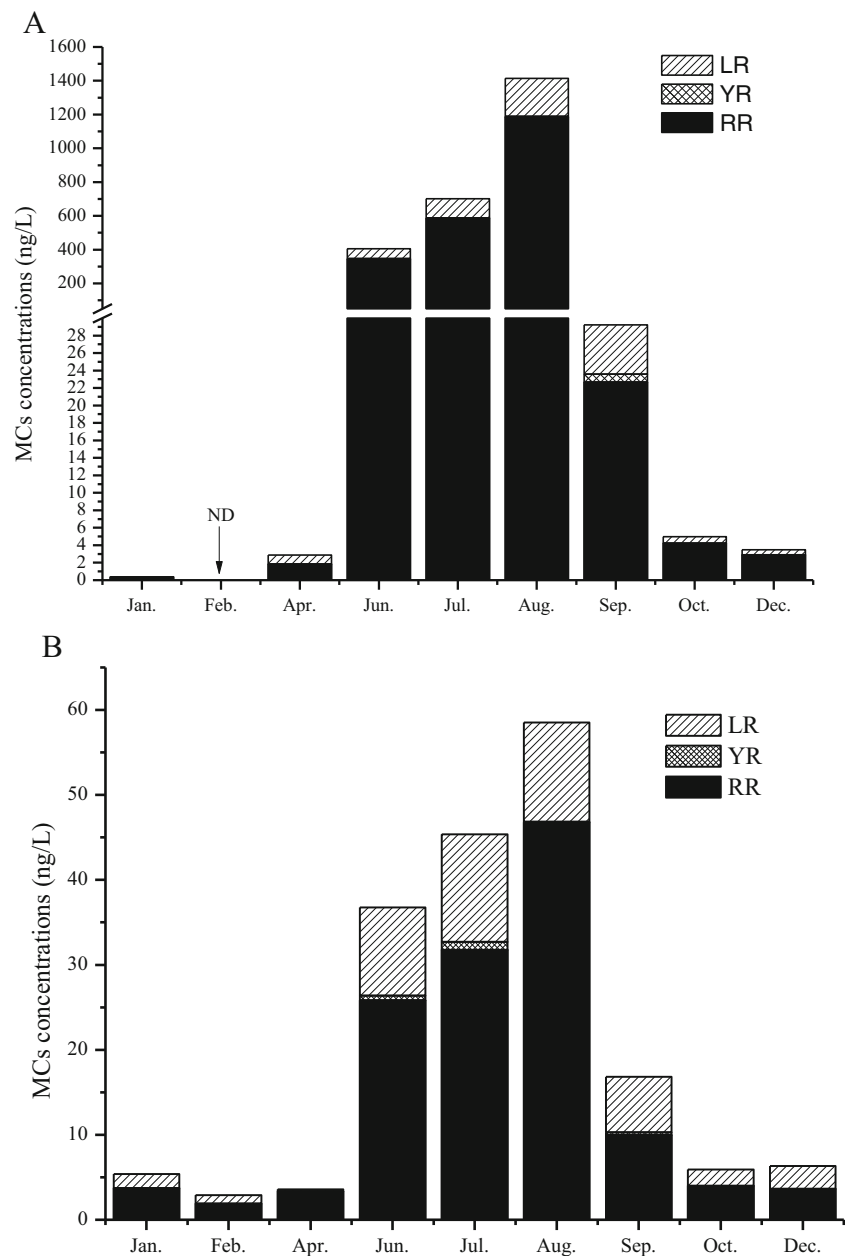 A
MCs concentrations (ng/L)
1600
1400
1200
1000
800
600
400
200
28
26
24
22
20
18
16
14
12
10
8
6
4
2
0
LR
YR
RR
ND
Jan. Feb. Apr. Jun. Jul. Aug. Sep. Oct. Dec.
B
MCs concentrations (ng/L)
60
50
40
30
20
10
0
LR
YR
RR
Jan. Feb. Apr. Jun. Jul. Aug. Sep. Oct. Dec.